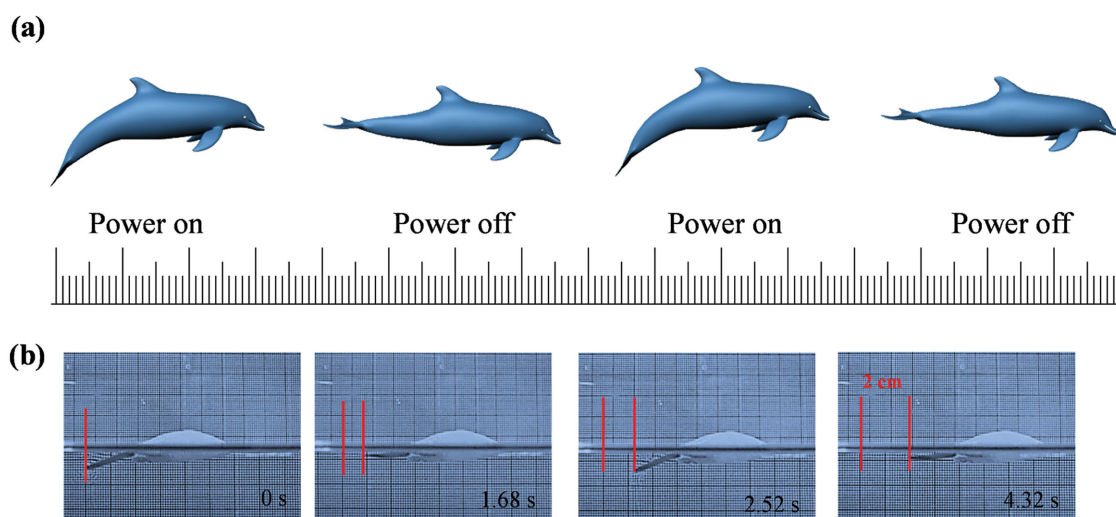 (a)
Power on
Power off
Power on
Power off
(b)
0 s
1.68 s
2.52 s
2 cm
4.32 s